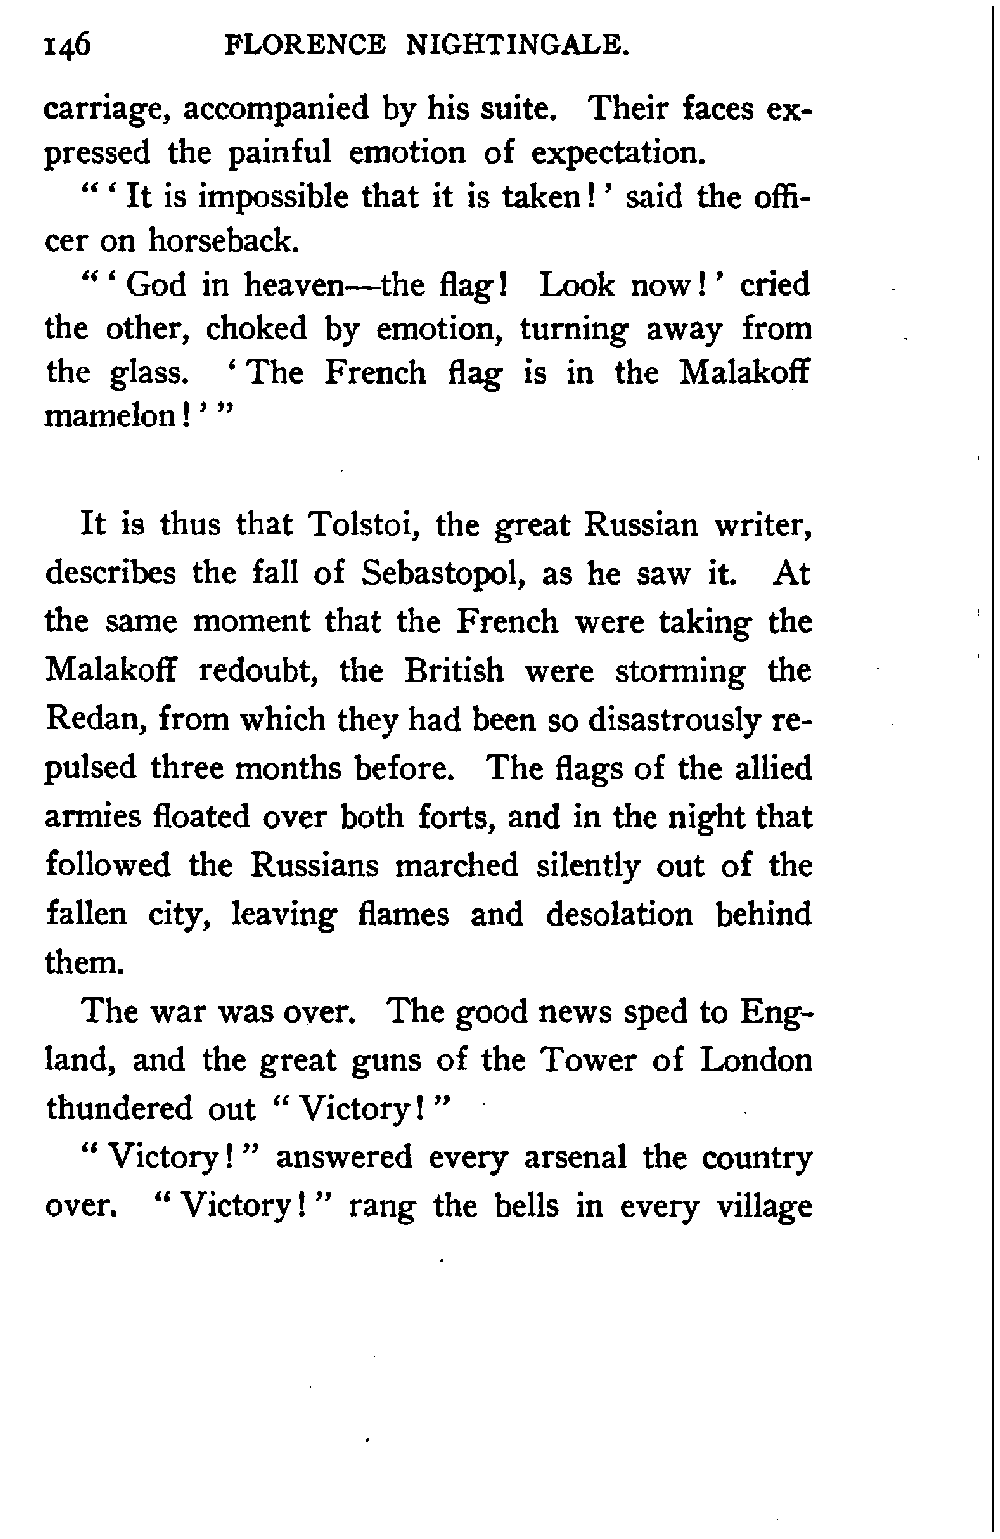 146 FLORENCE NIGHTINGALE.
carriage, accompanied by his suite. Their faces ex-
pressed the painful emotion of expectation.
“‘It is impossible that it is taken!’ said the offi-
cer on horseback.
“‘God in heaven—the flag! Look now!’ cried
the other, choked by emotion, turning away from
the glass. ‘The French flag is in the Malakoff
mamelon!’”
It is thus that Tolstoi, the great Russian writer,
describes the fall of Sebastopol, as he saw it. At
the same moment that the French were taking the
Malakoff redoubt, the British were storming the
Redan, from which they had been so disastrously re-
pulsed three months before. The flags of the allied
armies floated over both forts, and in the night that
followed the Russians marched silently out of the
fallen city, leaving flames and desolation behind
them.
The war was over. The good news sped to Eng-
land, and the great guns of the Tower of London
thundered out “Victory!”
“Victory!” answered every arsenal the country
over. “Victory!” rang the bells in every village